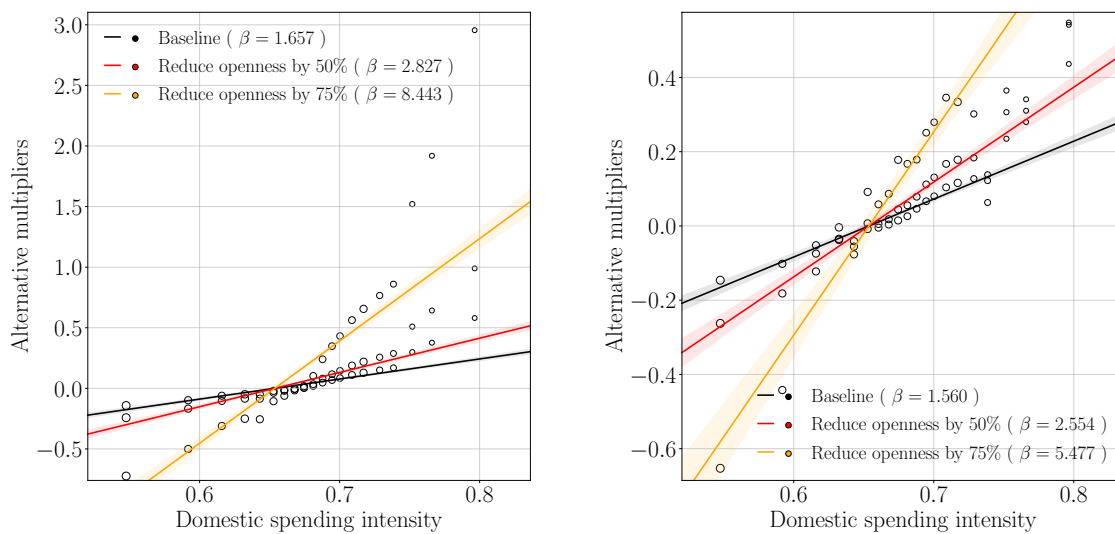 3.0
2.5
2.0
1.5
1.0
0.5
0.0
−0.5
Alternative multipliers
Baseline ( β = 1.657 )
Reduce openness by 50% ( β = 2.827 )
Reduce openness by 75% ( β = 8.443 )
0.6 0.7 0.8
Domestic spending intensity
0.4
0.2
0.0
−0.2
−0.4
−0.6
Alternative multipliers
Baseline ( β = 1.560 )
Reduce openness by 50% ( β = 2.554 )
Reduce openness by 75% ( β = 5.477 )
0.6 0.7 0.8
Domestic spending intensity